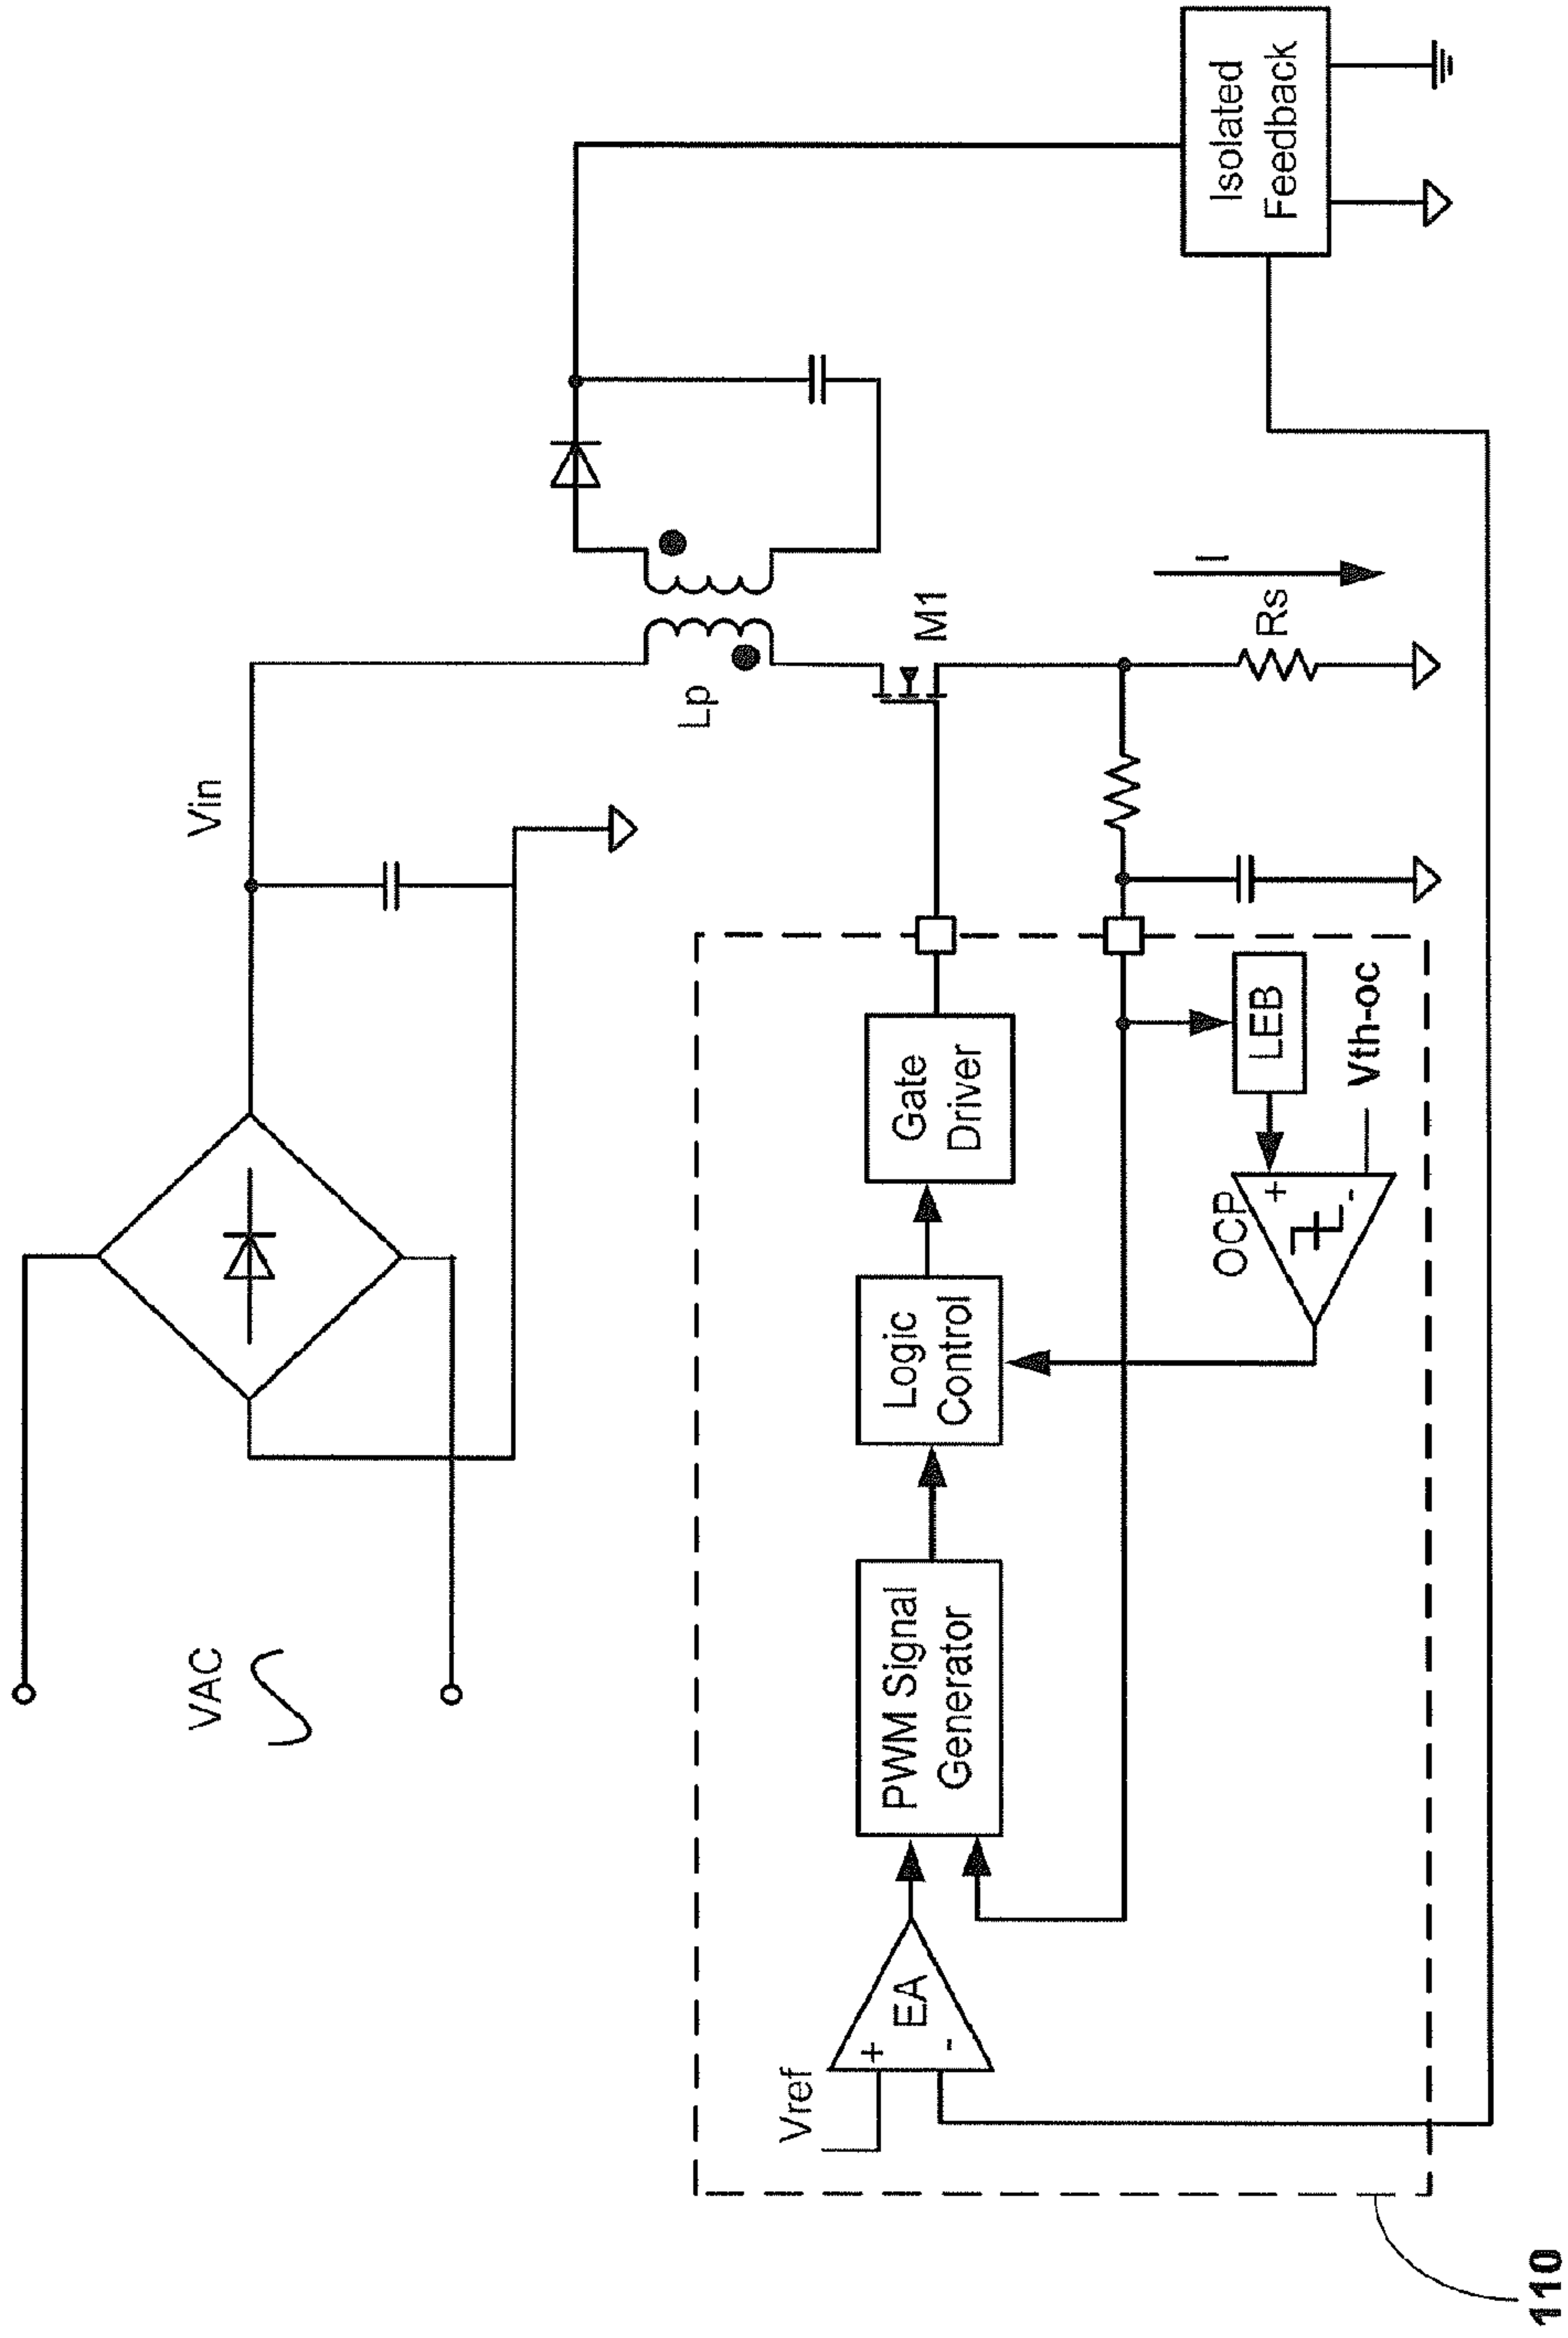 VAC
Vin
Lp
M1
Rs
I
Isolated
Feedback
Vref
+
-
EA
PWM Signal
Generator
Logic
Control
Gate
Driver
OCP
+
-
LEB
Vth-oc
110